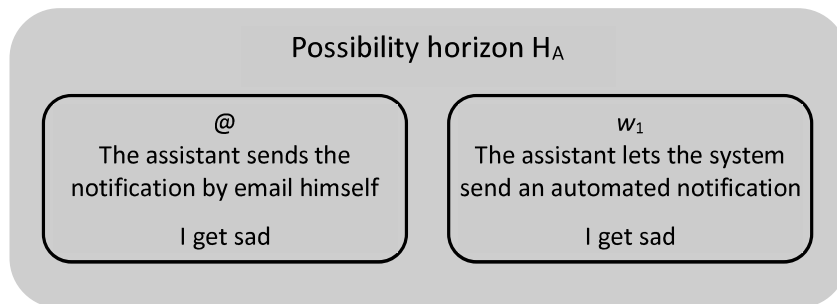 Possibility horizon H_A
@
The assistant sends the
notification by email himself
I get sad
w₁
The assistant lets the system
send an automated notification
I get sad